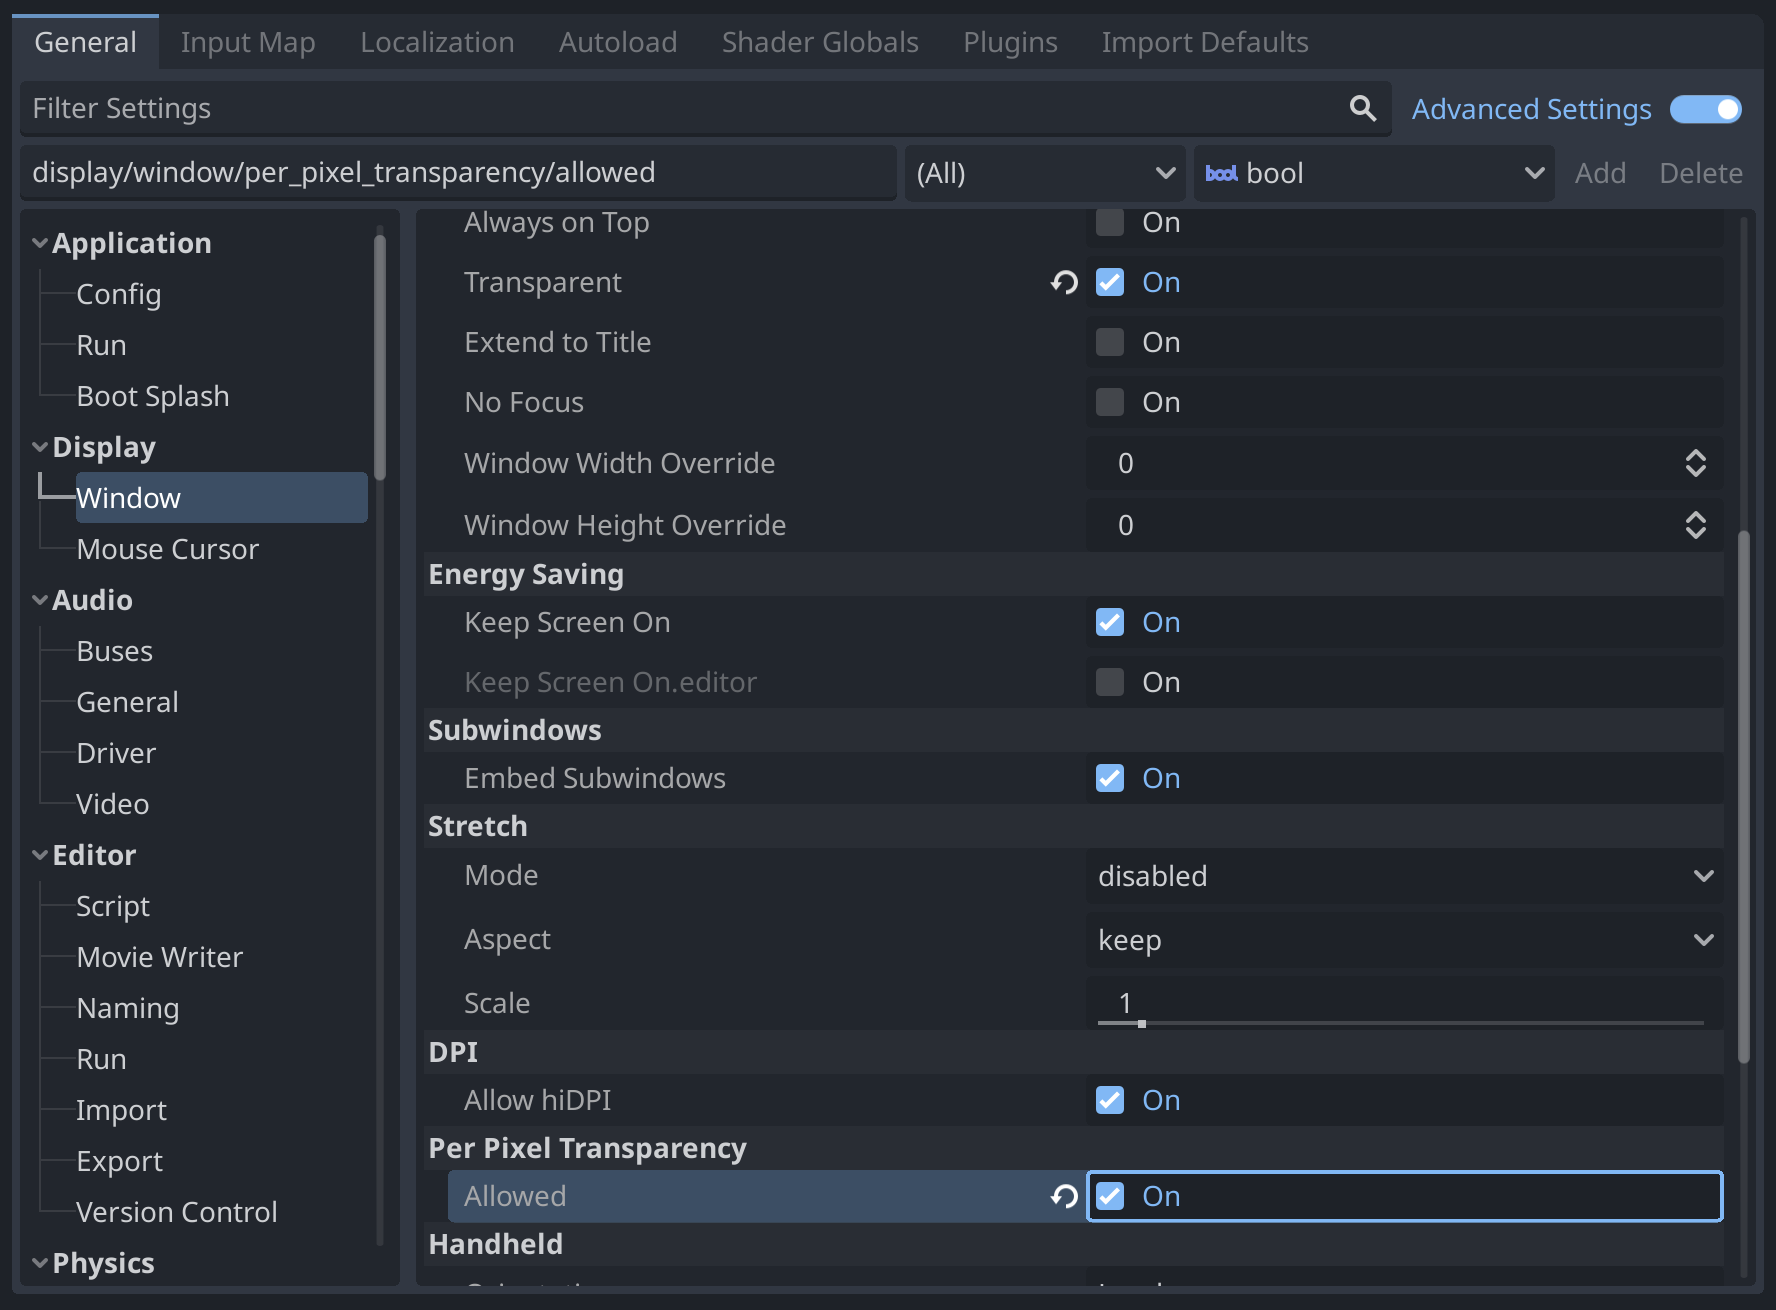 General Input Map Localization Autoload Shader Globals Plugins Import Defaults
Filter Settings Advanced Settings
display/window/per_pixel_transparency/allowed (All) bool bool Add Delete
Application
Config
Run
Boot Splash
Display
Window
Mouse Cursor
Audio
Buses
General
Driver
Video
Editor
Script
Movie Writer
Naming
Run
Import
Export
Version Control
Physics
Always on Top On
Transparent On
Extend to Title On
No Focus On
Window Width Override 0
Window Height Override 0
Energy Saving
Keep Screen On On
Keep Screen On.editor On
Subwindows
Embed Subwindows On
Stretch
Mode disabled
Aspect keep
Scale 1
DPI
Allow hiDPI On
Per Pixel Transparency
Allowed On
Handheld